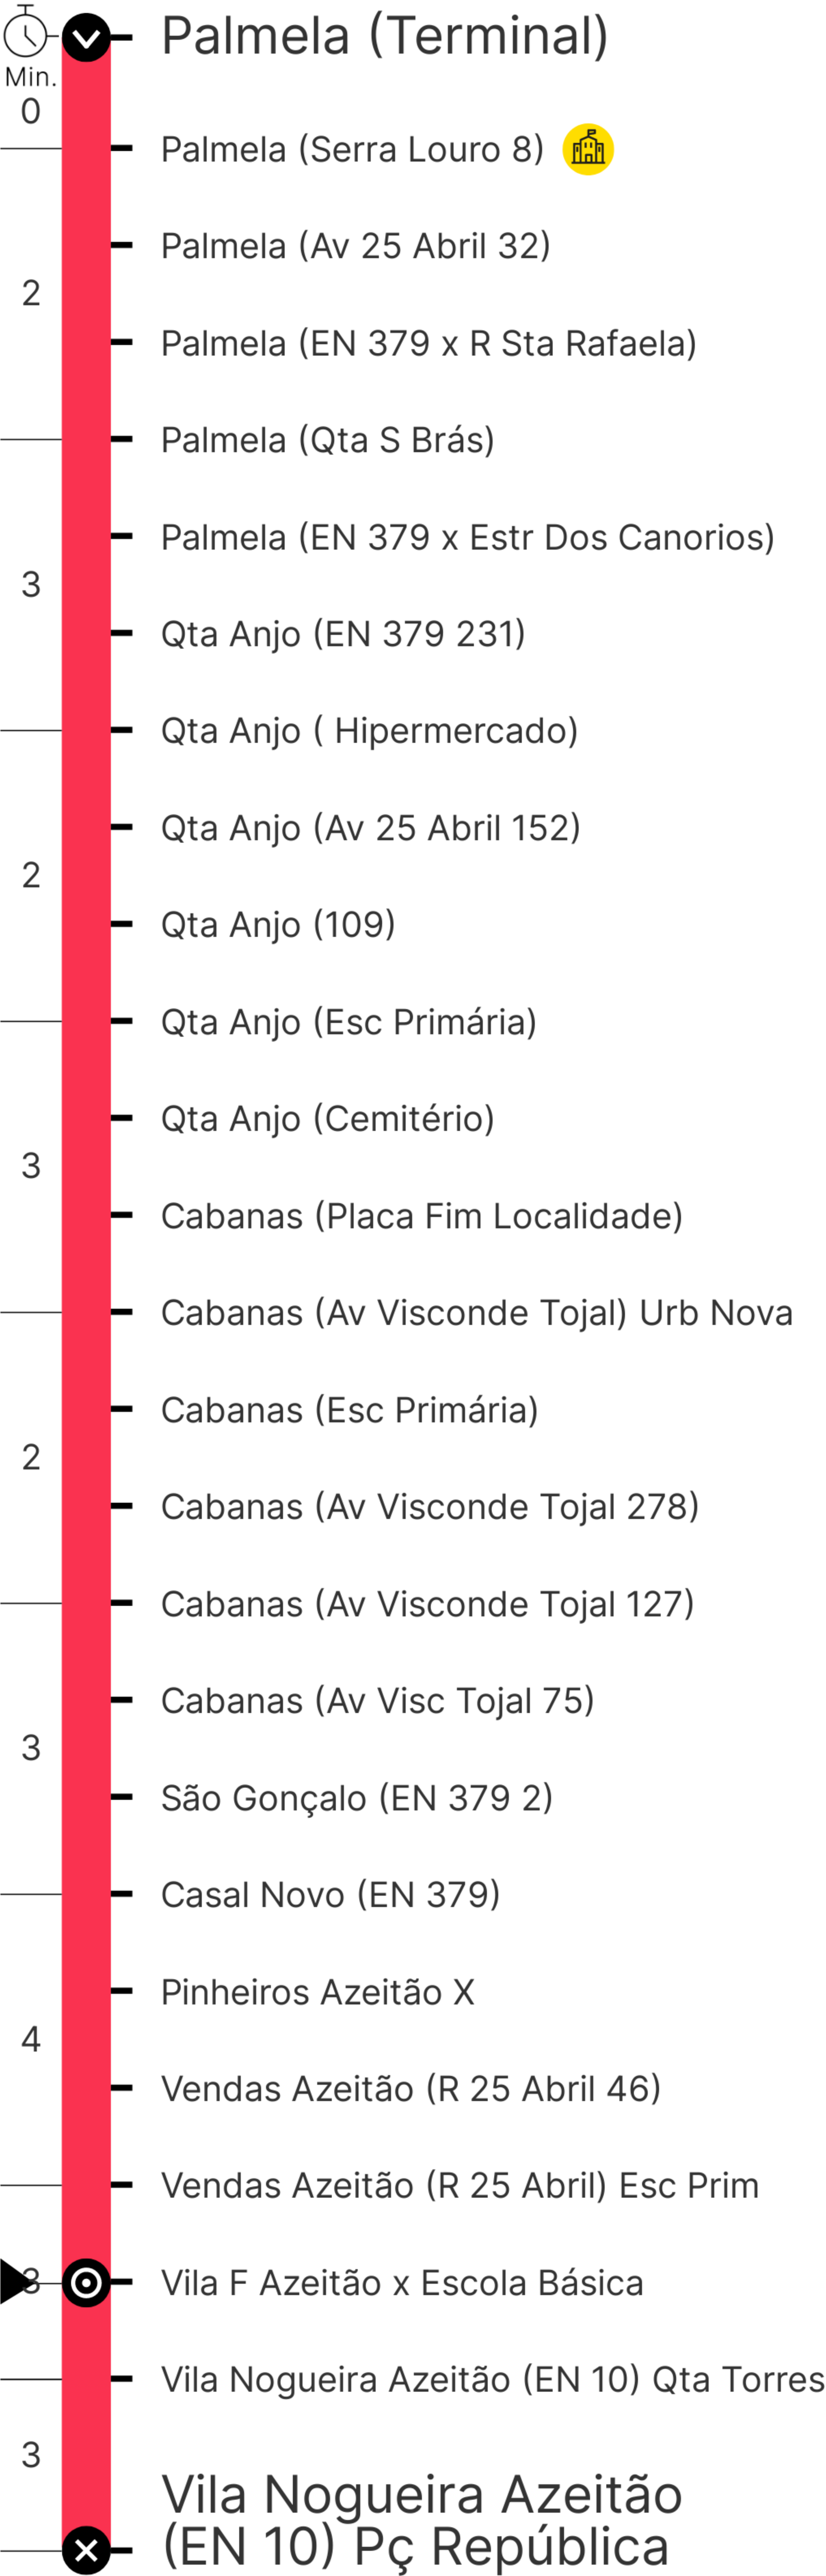 Palmela (Terminal)
Min.
0
Palmela (Serra Louro 8)
Palmela (Av 25 Abril 32)
2
Palmela (EN 379 x R Sta Rafaela)
Palmela (Qta S Brás)
Palmela (EN 379 x Estr Dos Canorios)
3
Qta Anjo (EN 379 231)
Qta Anjo ( Hipermercado)
Qta Anjo (Av 25 Abril 152)
2
Qta Anjo (109)
Qta Anjo (Esc Primária)
Qta Anjo (Cemitério)
3
Cabanas (Placa Fim Localidade)
Cabanas (Av Visconde Tojal) Urb Nova
Cabanas (Esc Primária)
2
Cabanas (Av Visconde Tojal 278)
Cabanas (Av Visconde Tojal 127)
Cabanas (Av Visc Tojal 75)
3
São Gonçalo (EN 379 2)
Casal Novo (EN 379)
Pinheiros Azeitão X
4
Vendas Azeitão (R 25 Abril 46)
Vendas Azeitão (R 25 Abril) Esc Prim
3
Vila F Azeitão x Escola Básica
Vila Nogueira Azeitão (EN 10) Qta Torres
3
Vila Nogueira Azeitão
(EN 10) Pç República